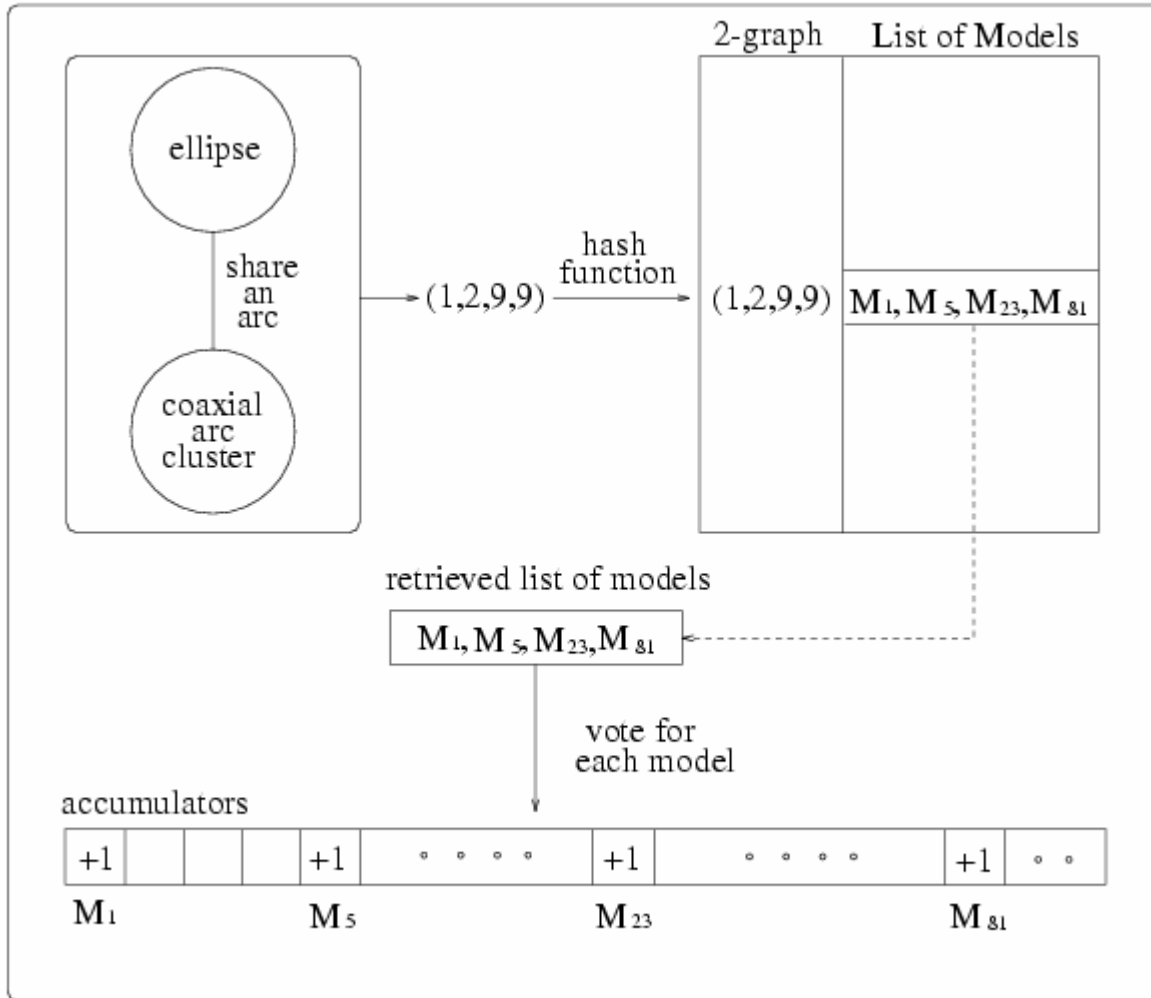 2-graph List of Models
ellipse
share
an
arc
coaxial
arc
cluster
(1,2,9,9)
hash
function
(1,2,9,9)
M1, M5, M23, M81
retrieved list of models
M1, M5, M23, M81
vote for
each model
accumulators
+1 +1 +1 +1
M1 M5 M23 M81